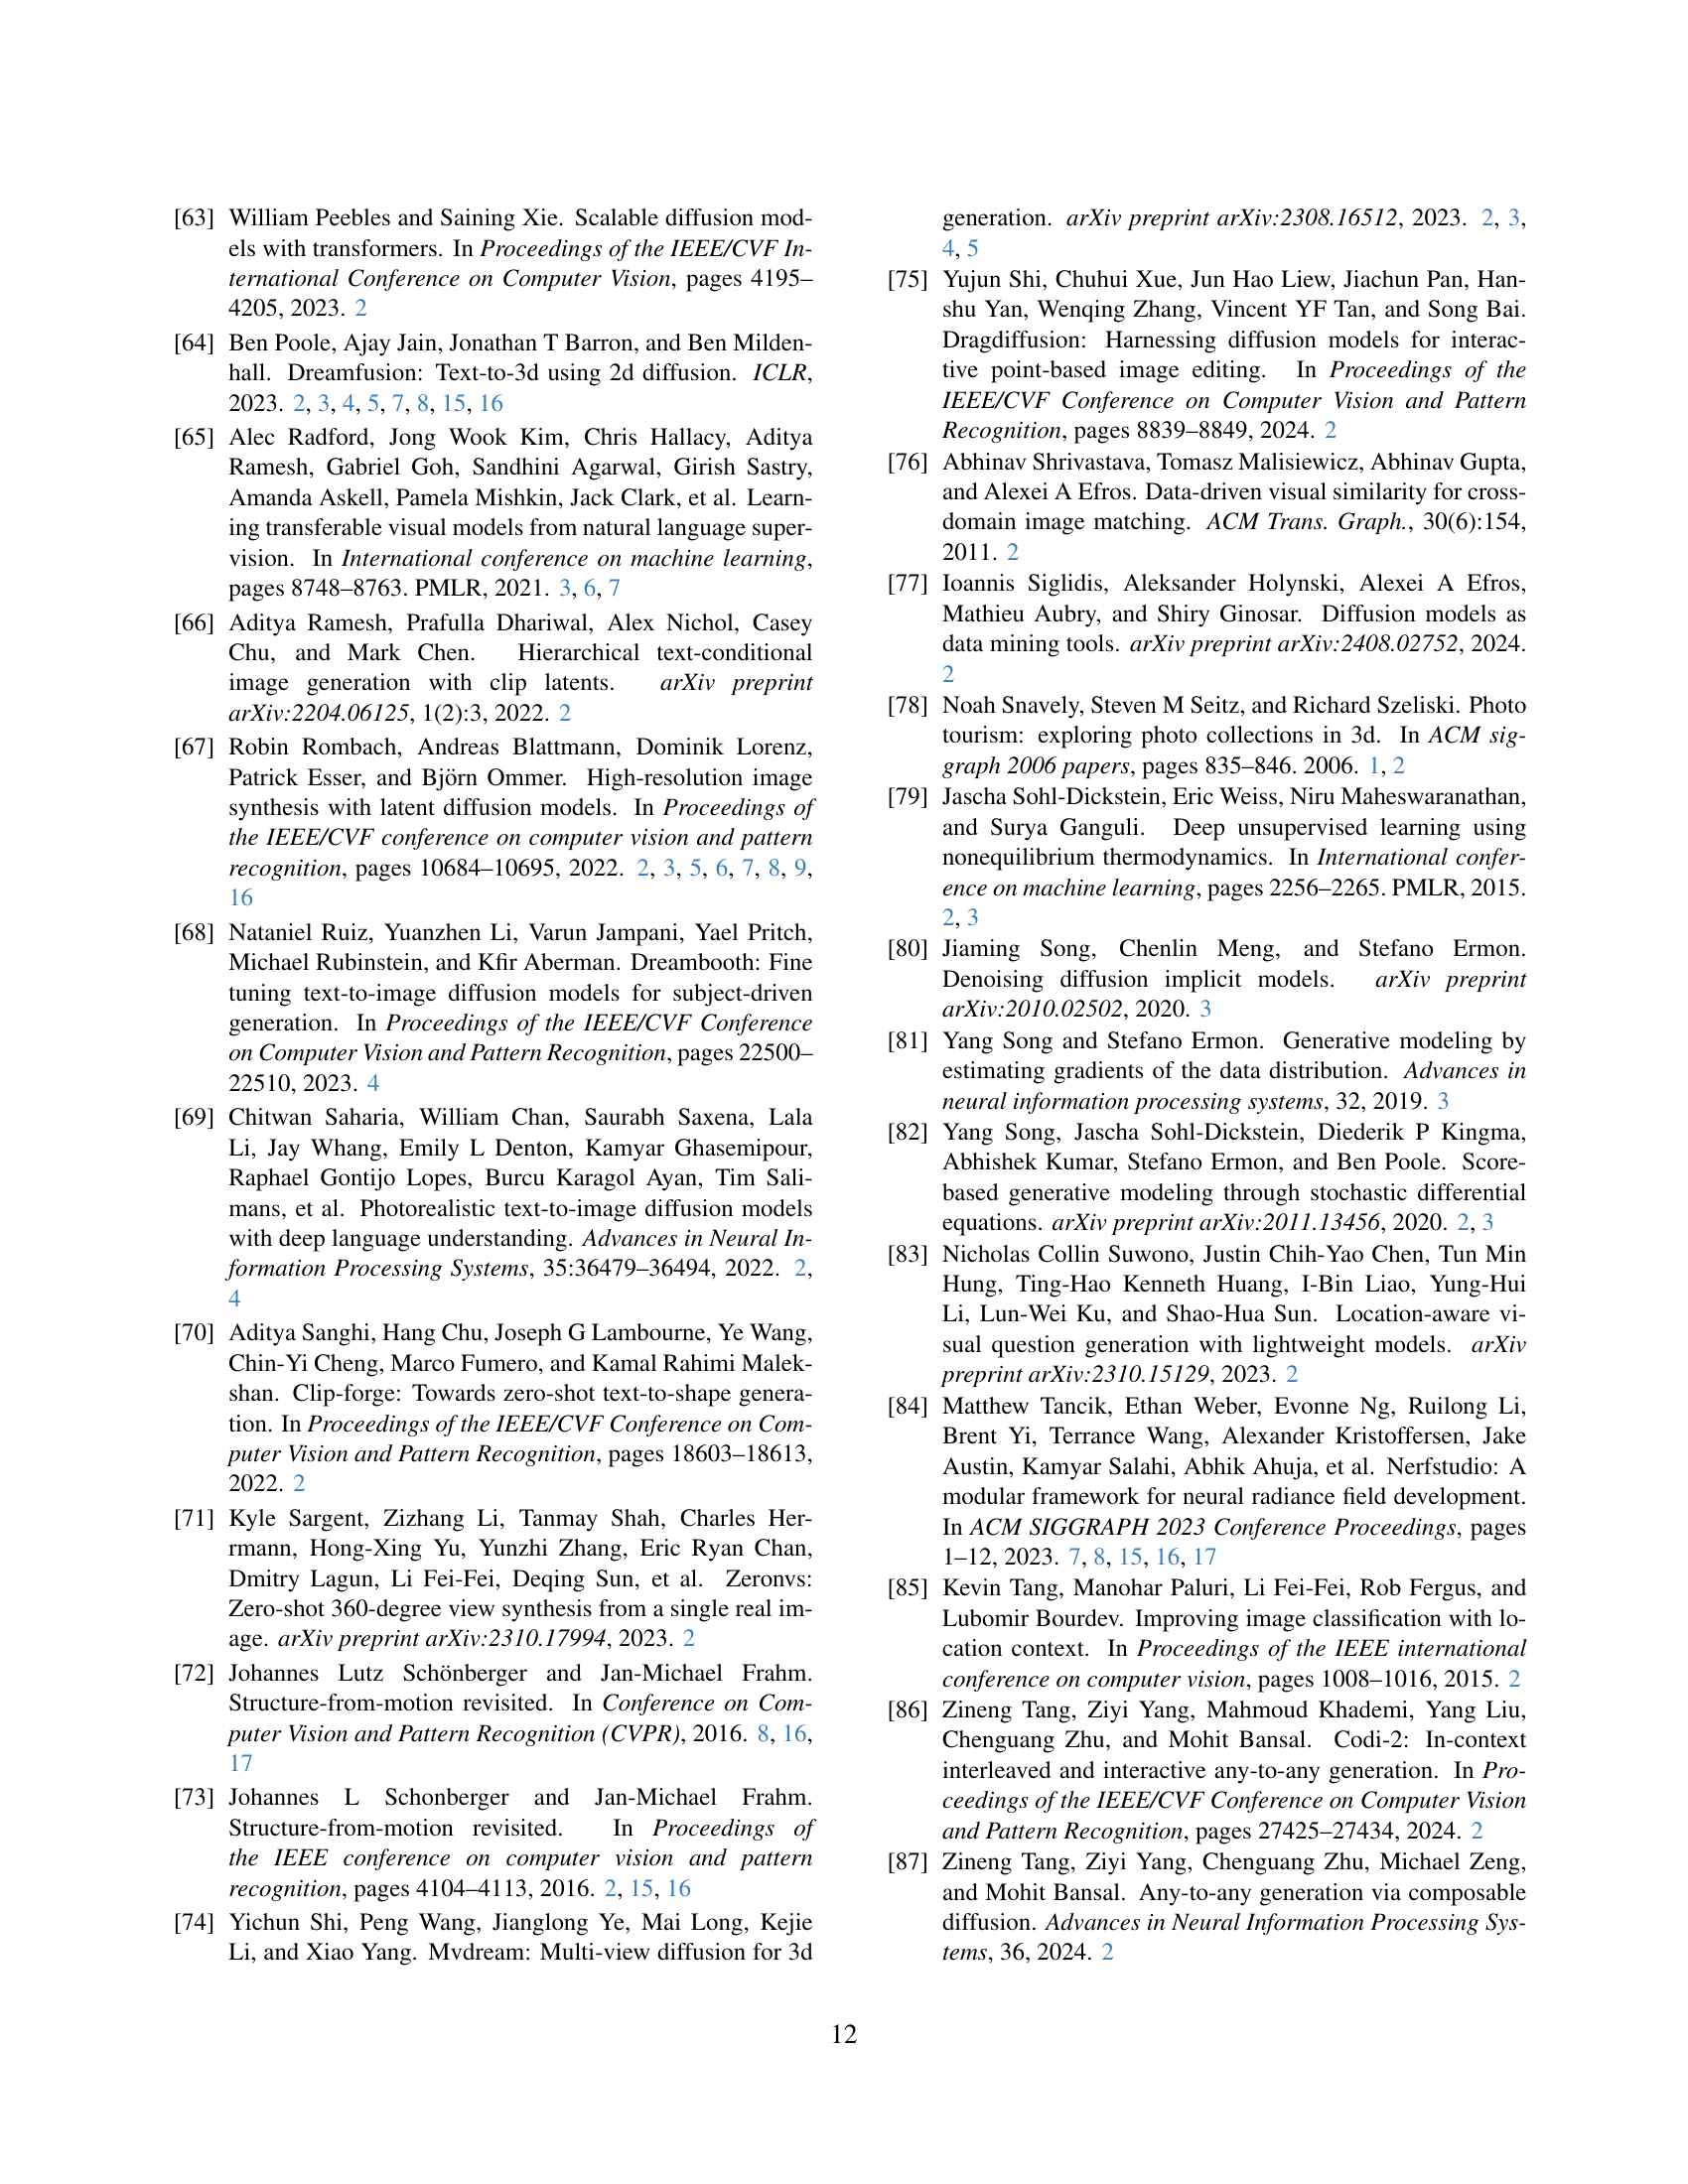 [63] William Peebles and Saining Xie. Scalable diffusion mod-
els with transformers. In Proceedings of the IEEE/CVF In-
ternational Conference on Computer Vision, pages 4195–
4205, 2023. 2
[64] Ben Poole, Ajay Jain, Jonathan T Barron, and Ben Milden-
hall. Dreamfusion: Text-to-3d using 2d diffusion. ICLR,
2023. 2, 3, 4, 5, 7, 8, 15, 16
[65] Alec Radford, Jong Wook Kim, Chris Hallacy, Aditya
Ramesh, Gabriel Goh, Sandhini Agarwal, Girish Sastry,
Amanda Askell, Pamela Mishkin, Jack Clark, et al. Learn-
ing transferable visual models from natural language super-
vision. In International conference on machine learning,
pages 8748–8763. PMLR, 2021. 3, 6, 7
[66] Aditya Ramesh, Prafulla Dhariwal, Alex Nichol, Casey
Chu, and Mark Chen. Hierarchical text-conditional
image generation with clip latents. arXiv preprint
arXiv:2204.06125, 1(2):3, 2022. 2
[67] Robin Rombach, Andreas Blattmann, Dominik Lorenz,
Patrick Esser, and Björn Ommer. High-resolution image
synthesis with latent diffusion models. In Proceedings of
the IEEE/CVF conference on computer vision and pattern
recognition, pages 10684–10695, 2022. 2, 3, 5, 6, 7, 8, 9,
16
[68] Nataniel Ruiz, Yuanzhen Li, Varun Jampani, Yael Pritch,
Michael Rubinstein, and Kfir Aberman. Dreambooth: Fine
tuning text-to-image diffusion models for subject-driven
generation. In Proceedings of the IEEE/CVF Conference
on Computer Vision and Pattern Recognition, pages 22500–
22510, 2023. 4
[69] Chitwan Saharia, William Chan, Saurabh Saxena, Lala
Li, Jay Whang, Emily L Denton, Kamyar Ghasemipour,
Raphael Gontijo Lopes, Burcu Karagol Ayan, Tim Sali-
mans, et al. Photorealistic text-to-image diffusion models
with deep language understanding. Advances in Neural In-
formation Processing Systems, 35:36479–36494, 2022. 2,
4
[70] Aditya Sanghi, Hang Chu, Joseph G Lambourne, Ye Wang,
Chin-Yi Cheng, Marco Fumero, and Kamal Rahimi Malek-
shan. Clip-forge: Towards zero-shot text-to-shape genera-
tion. In Proceedings of the IEEE/CVF Conference on Com-
puter Vision and Pattern Recognition, pages 18603–18613,
2022. 2
[71] Kyle Sargent, Zizhang Li, Tanmay Shah, Charles Her-
rmann, Hong-Xing Yu, Yunzhi Zhang, Eric Ryan Chan,
Dmitry Lagun, Li Fei-Fei, Deqing Sun, et al. Zeronvs:
Zero-shot 360-degree view synthesis from a single real im-
age. arXiv preprint arXiv:2310.17994, 2023. 2
[72] Johannes Lutz Schönberger and Jan-Michael Frahm.
Structure-from-motion revisited. In Conference on Com-
puter Vision and Pattern Recognition (CVPR), 2016. 8, 16,
17
[73] Johannes L Schonberger and Jan-Michael Frahm.
Structure-from-motion revisited. In Proceedings of
the IEEE conference on computer vision and pattern
recognition, pages 4104–4113, 2016. 2, 15, 16
[74] Yichun Shi, Peng Wang, Jianglong Ye, Mai Long, Kejie
Li, and Xiao Yang. Mvdream: Multi-view diffusion for 3d
generation. arXiv preprint arXiv:2308.16512, 2023. 2, 3,
4, 5
[75] Yujun Shi, Chuhui Xue, Jun Hao Liew, Jiachun Pan, Han-
shu Yan, Wenqing Zhang, Vincent YF Tan, and Song Bai.
Dragdiffusion: Harnessing diffusion models for interac-
tive point-based image editing. In Proceedings of the
IEEE/CVF Conference on Computer Vision and Pattern
Recognition, pages 8839–8849, 2024. 2
[76] Abhinav Shrivastava, Tomasz Malisiewicz, Abhinav Gupta,
and Alexei A Efros. Data-driven visual similarity for cross-
domain image matching. ACM Trans. Graph., 30(6):154,
2011. 2
[77] Ioannis Siglidis, Aleksander Holynski, Alexei A Efros,
Mathieu Aubry, and Shiry Ginosar. Diffusion models as
data mining tools. arXiv preprint arXiv:2408.02752, 2024.
2
[78] Noah Snavely, Steven M Seitz, and Richard Szeliski. Photo
tourism: exploring photo collections in 3d. In ACM sig-
graph 2006 papers, pages 835–846. 2006. 1, 2
[79] Jascha Sohl-Dickstein, Eric Weiss, Niru Maheswaranathan,
and Surya Ganguli. Deep unsupervised learning using
nonequilibrium thermodynamics. In International confer-
ence on machine learning, pages 2256–2265. PMLR, 2015.
2, 3
[80] Jiaming Song, Chenlin Meng, and Stefano Ermon.
Denoising diffusion implicit models. arXiv preprint
arXiv:2010.02502, 2020. 3
[81] Yang Song and Stefano Ermon. Generative modeling by
estimating gradients of the data distribution. Advances in
neural information processing systems, 32, 2019. 3
[82] Yang Song, Jascha Sohl-Dickstein, Diederik P Kingma,
Abhishek Kumar, Stefano Ermon, and Ben Poole. Score-
based generative modeling through stochastic differential
equations. arXiv preprint arXiv:2011.13456, 2020. 2, 3
[83] Nicholas Collin Suwono, Justin Chih-Yao Chen, Tun Min
Hung, Ting-Hao Kenneth Huang, I-Bin Liao, Yung-Hui
Li, Lun-Wei Ku, and Shao-Hua Sun. Location-aware vi-
sual question generation with lightweight models. arXiv
preprint arXiv:2310.15129, 2023. 2
[84] Matthew Tancik, Ethan Weber, Evonne Ng, Ruilong Li,
Brent Yi, Terrance Wang, Alexander Kristoffersen, Jake
Austin, Kamyar Salahi, Abhik Ahuja, et al. Nerfstudio: A
modular framework for neural radiance field development.
In ACM SIGGRAPH 2023 Conference Proceedings, pages
1–12, 2023. 7, 8, 15, 16, 17
[85] Kevin Tang, Manohar Paluri, Li Fei-Fei, Rob Fergus, and
Lubomir Bourdev. Improving image classification with lo-
cation context. In Proceedings of the IEEE international
conference on computer vision, pages 1008–1016, 2015. 2
[86] Zineng Tang, Ziyi Yang, Mahmoud Khademi, Yang Liu,
Chenguang Zhu, and Mohit Bansal. Codi-2: In-context
interleaved and interactive any-to-any generation. In Pro-
ceedings of the IEEE/CVF Conference on Computer Vision
and Pattern Recognition, pages 27425–27434, 2024. 2
[87] Zineng Tang, Ziyi Yang, Chenguang Zhu, Michael Zeng,
and Mohit Bansal. Any-to-any generation via composable
diffusion. Advances in Neural Information Processing Sys-
tems, 36, 2024. 2
12